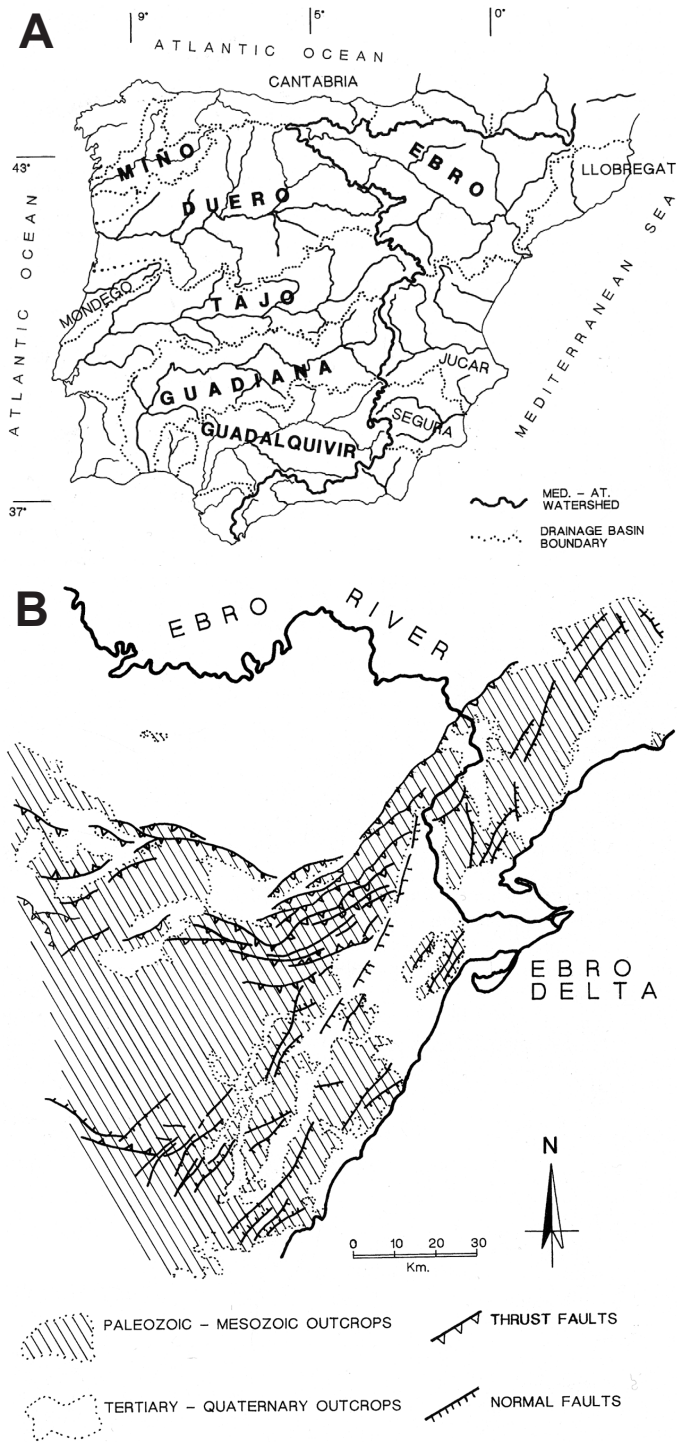 A
9°
5°
0°
ATLANTIC OCEAN
CANTABRIA
MIÑO
EBRO
43°
LLOBREGAT
DUERO
ATLANTIC OCEAN
MEDITERRANEAN SEA
MONDEGO
TAJO
JUCAR
GUADIANA
SEGURA
GUADALQUIVIR
37°
MED. – AT.
WATERSHED
DRAINAGE BASIN
BOUNDARY
B
EBRO RIVER
EBRO
DELTA
N
0 10 20 30
Km.
PALEOZOIC – MESOZOIC OUTCROPS
THRUST FAULTS
TERTIARY – QUATERNARY OUTCROPS
NORMAL FAULTS